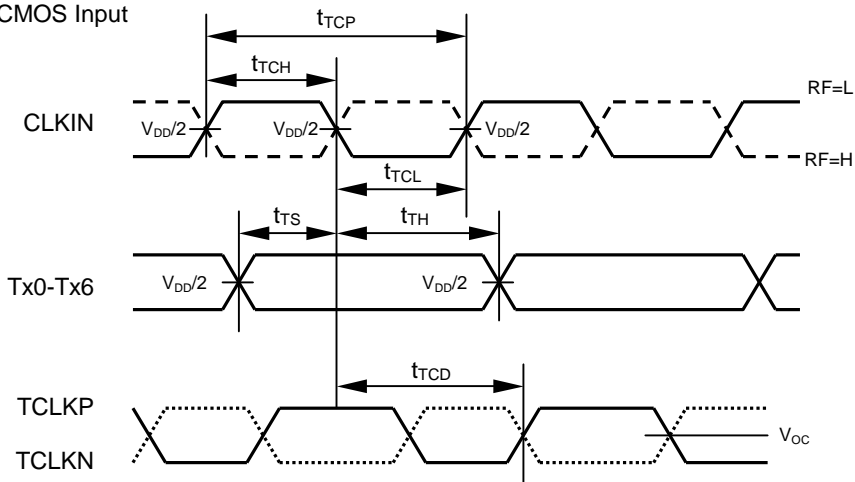 CMOS Input
tTCP
tTCH
RF=L
CLKIN
VDD/2
VDD/2
VDD/2
RF=H
tTCL
tTS
tTH
Tx0-Tx6
VDD/2
VDD/2
tTCD
TCLKP
VOC
TCLKN